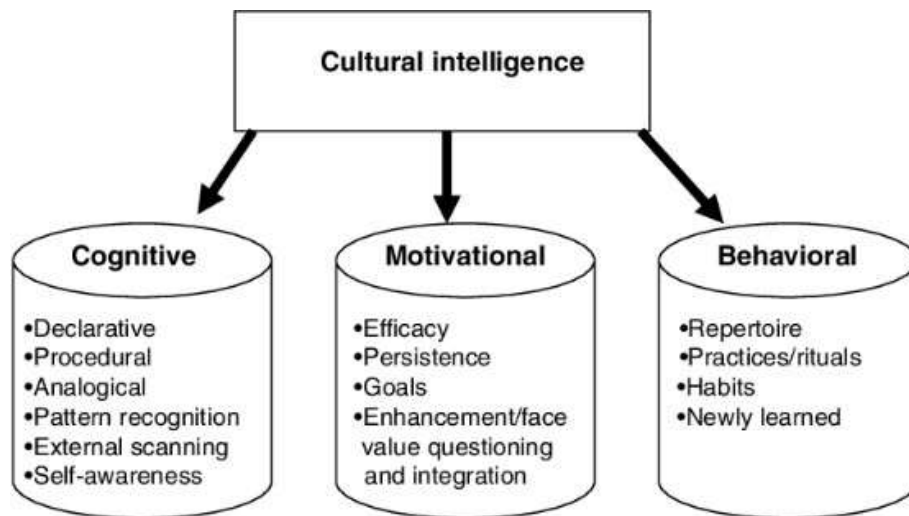 Cultural intelligence
Cognitive
•Declarative
•Procedural
•Analogical
•Pattern recognition
•External scanning
•Self-awareness
Motivational
•Efficacy
•Persistence
•Goals
•Enhancement/face
value questioning
and integration
Behavioral
•Repertoire
•Practices/rituals
•Habits
•Newly learned